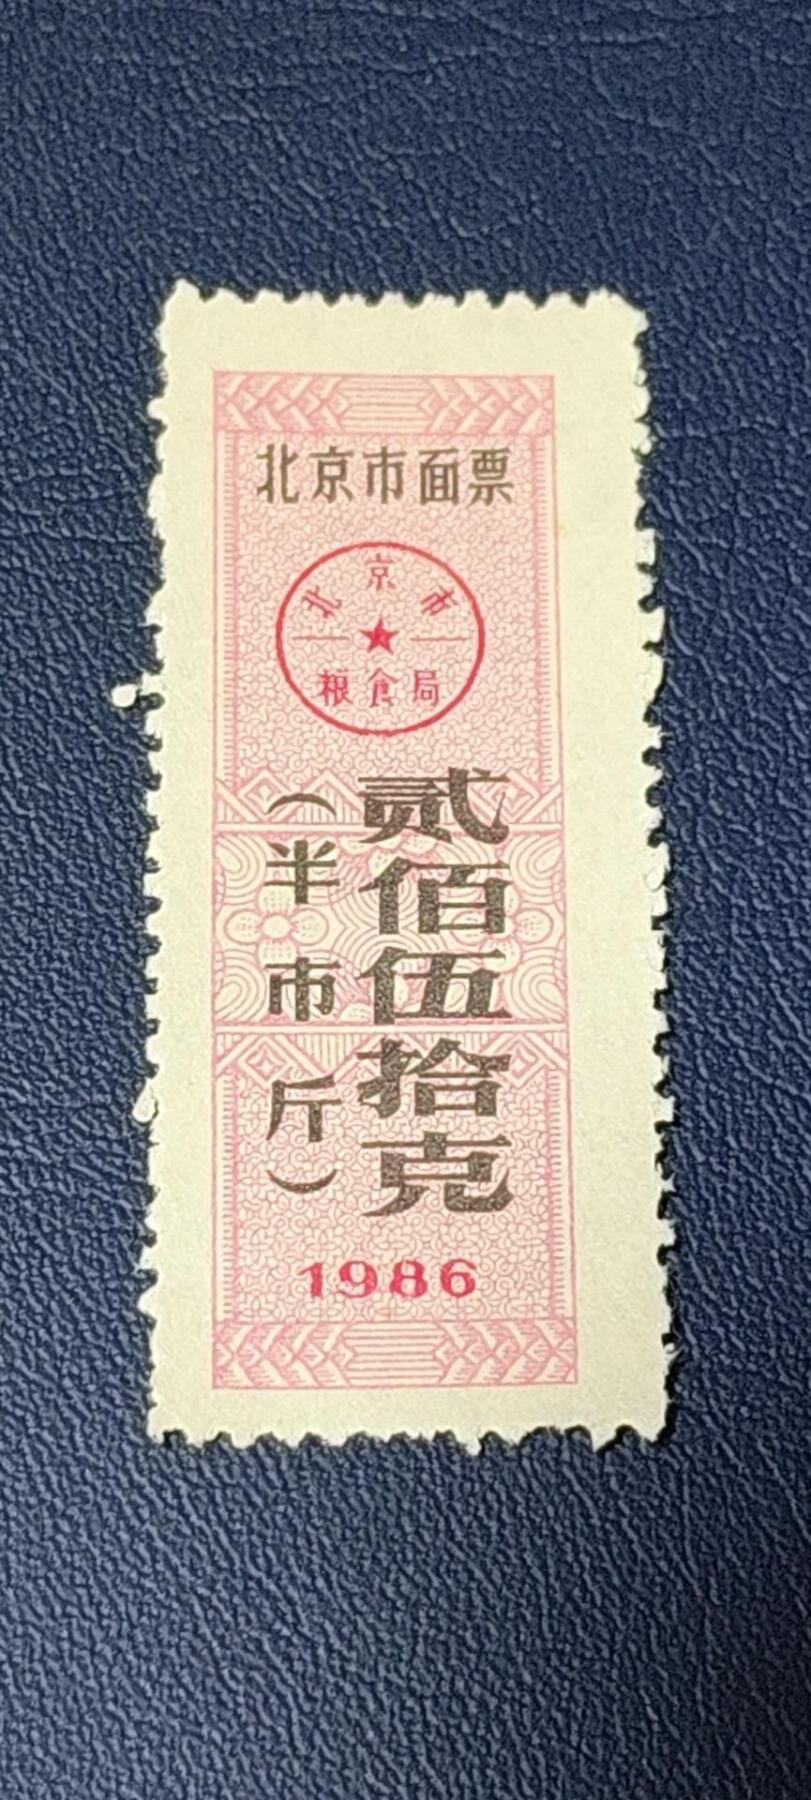 北京市面票
北京市
粮食局
贰佰伍拾克
（半市斤）
1986